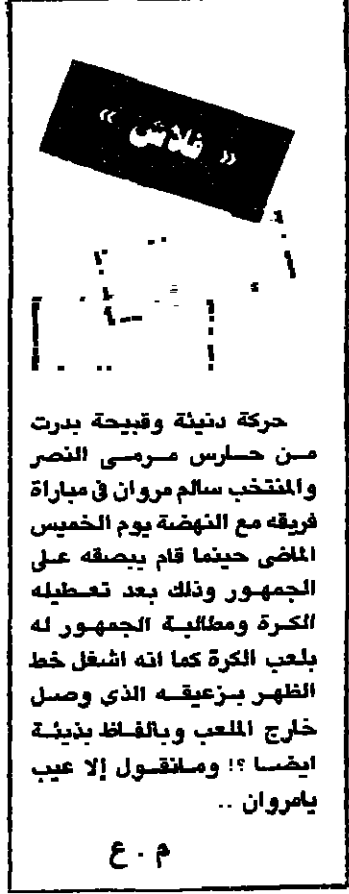 « فلاش »
حركة دنيئة وقبيحة بدرت
من حارس مرمى النصر
والمنتخب سالم مروان في مباراة
فريقه مع النهضة يوم الخميس
الماضى حينما قام ببصقه على
الجمهور وذلك بعد تعطيله
الكرة ومطالبة الجمهور له
بلعب الكرة كما انه اشغل خط
الظهر بزعيقه الذى وصل
خارج الملعب وبالفاظ بذيئة
ايضا ؟! ومانقول إلا عيب
يامروان ..
م . ع